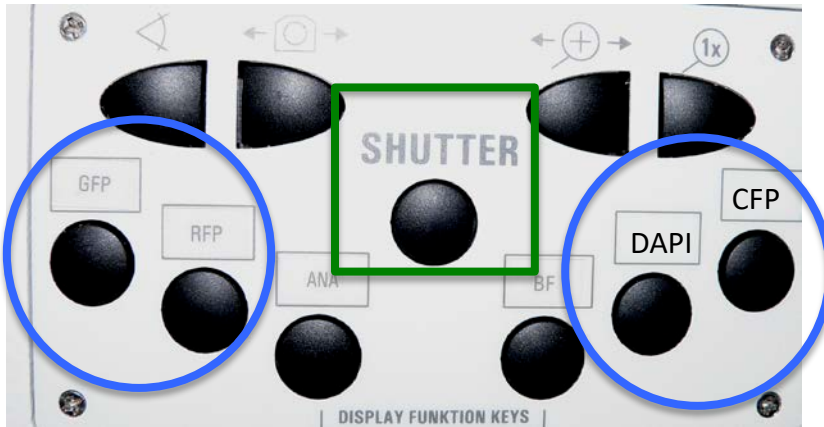 1x
SHUTTER
GFP
CFP
RFP
DAPI
ANA
BF
DISPLAY FUNKTION KEYS